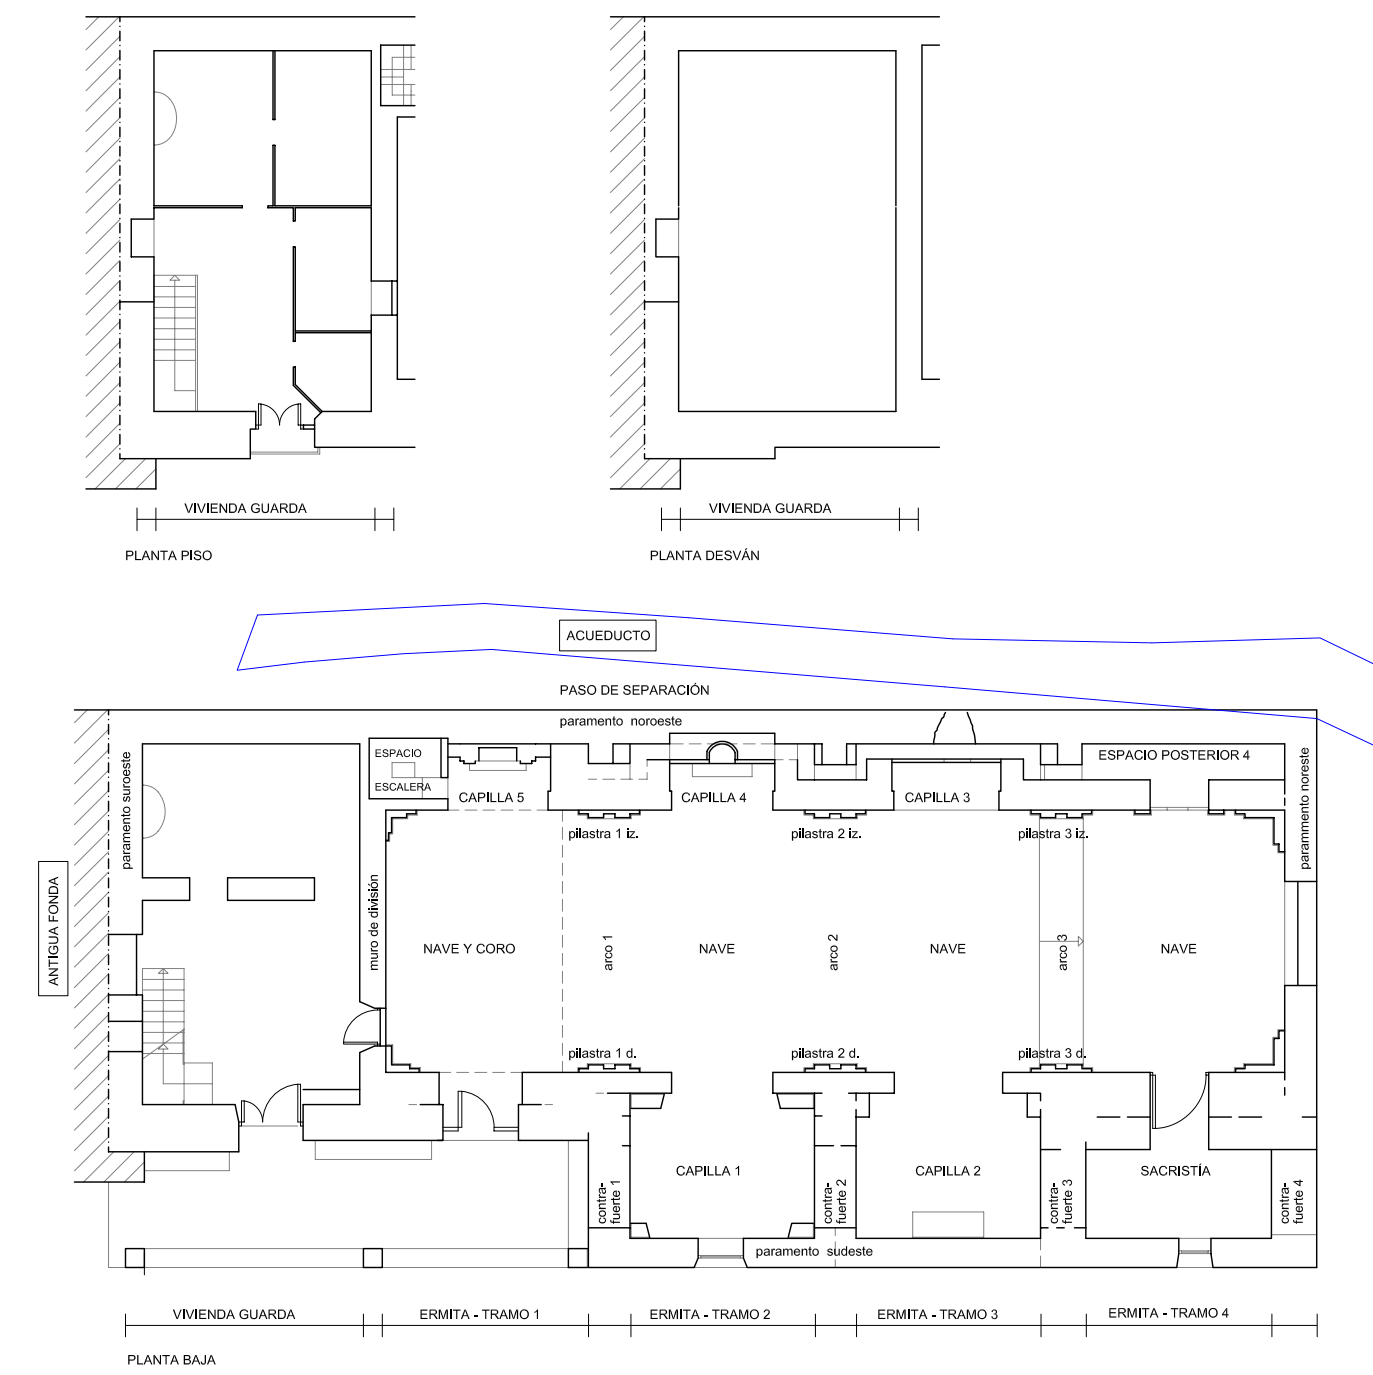 VIVIENDA GUARDA
PLANTA PISO
VIVIENDA GUARDA
PLANTA DESVÁN
ACUEDUCTO
PASO DE SEPARACIÓN
paramento noroeste
ESPACIO
ESCALERA
CAPILLA 5
CAPILLA 4
CAPILLA 3
ESPACIO POSTERIOR 4
paramento suroeste
parammento noreste
pilastra 1 iz.
pilastra 2 iz.
pilastra 3 iz.
ANTIGUA FONDA
muro de división
NAVE Y CORO
arco 1
NAVE
arco 2
NAVE
arco 3
NAVE
pilastra 1 d.
pilastra 2 d.
pilastra 3 d.
CAPILLA 1
CAPILLA 2
SACRISTÍA
contra-
fuerte 1
contra-
fuerte 2
contra-
fuerte 3
contra-
fuerte 4
paramento sudeste
VIVIENDA GUARDA
ERMITA - TRAMO 1
ERMITA - TRAMO 2
ERMITA - TRAMO 3
ERMITA - TRAMO 4
PLANTA BAJA